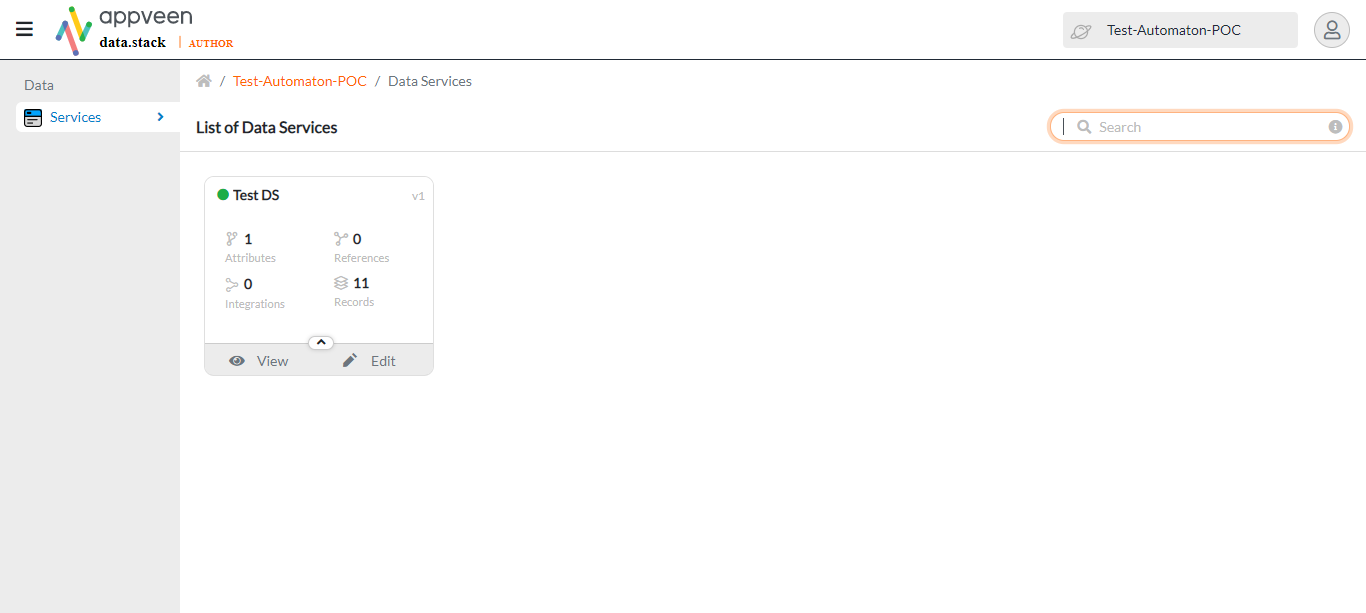 appveen
data.stack | AUTHOR
Test-Automaton-POC
Data
Services
/ Test-Automaton-POC / Data Services
List of Data Services
Search
Test DS
v1
1
Attributes
0
References
0
Integrations
11
Records
View
Edit